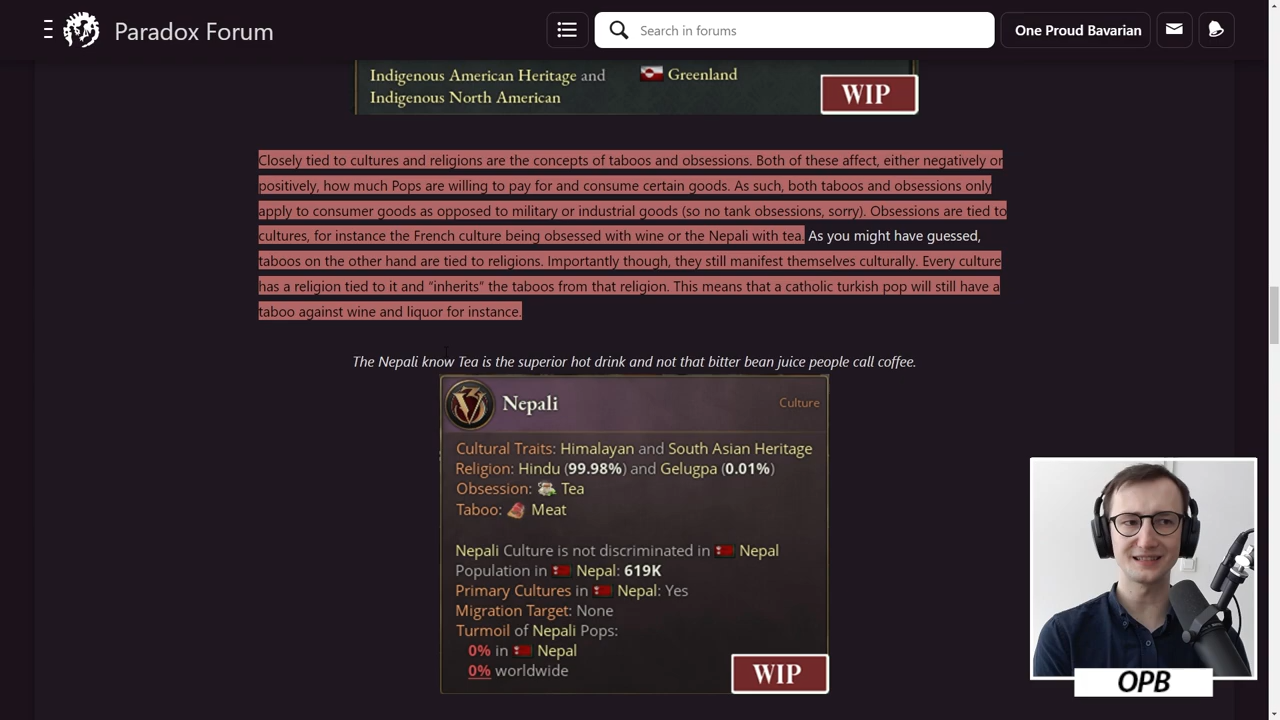 Paradox Forum
Search in forums
One Proud Bavarian
Indigenous American Heritage and
Indigenous North American
Greenland
WIP
Closely tied to cultures and religions are the concepts of taboos and obsessions. Both of these affect, either negatively or
positively, how much Pops are willing to pay for and consume certain goods. As such, both taboos and obsessions only
apply to consumer goods as opposed to military or industrial goods (so no tank obsessions, sorry). Obsessions are tied to
cultures, for instance the French culture being obsessed with wine or the Nepali with tea. As you might have guessed,
taboos on the other hand are tied to religions. Importantly though, they still manifest themselves culturally. Every culture
has a religion tied to it and “inherits” the taboos from that religion. This means that a catholic turkish pop will still have a
taboo against wine and liquor for instance.
The Nepali know Tea is the superior hot drink and not that bitter bean juice people call coffee.
Nepali
Culture
Cultural Traits: Himalayan and South Asian Heritage
Religion: Hindu (99.98%) and Gelugpa (0.01%)
Obsession: Tea
Taboo: Meat
Nepali Culture is not discriminated in Nepal
Population in Nepal: 619K
Primary Cultures in Nepal: Yes
Migration Target: None
Turmoil of Nepali Pops:
0% in Nepal
0% worldwide
WIP
OPB